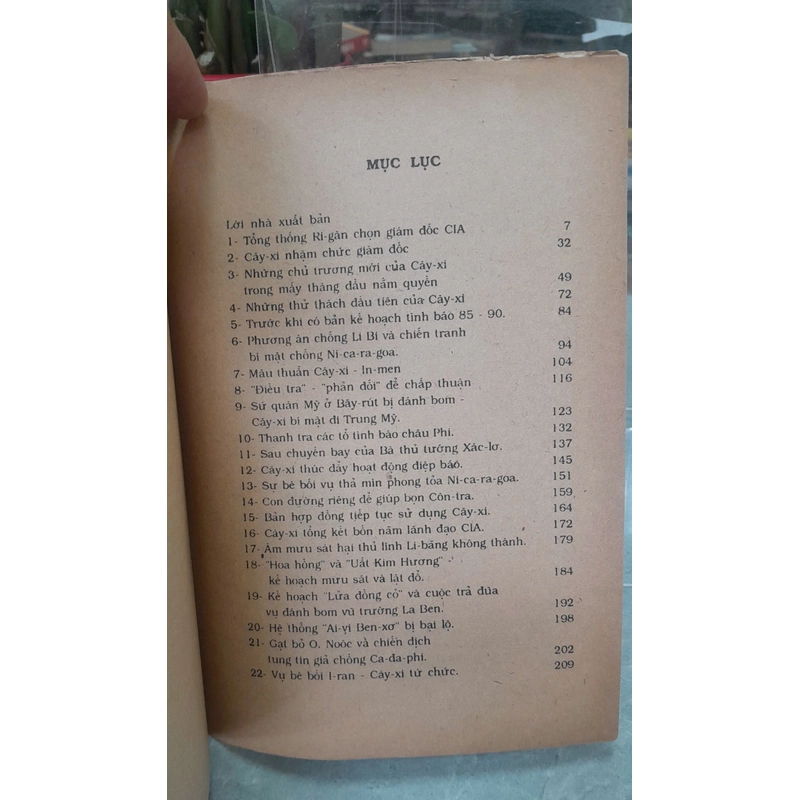 MỤC LỤC
Lời nhà xuất bản
1- Tổng thống Ri-gân chọn giám đốc CIA 7
2- Cây-xi nhậm chức giám đốc 32
3- Những chủ trương mới của Cây-xi
trong mấy tháng đầu nắm quyền 49
4- Những thử thách đầu tiên của Cây-xi 72
5- Trước khi có bản kế hoạch tình báo 85 - 90. 84
6- Phương án chống Li Bi và chiến tranh
bí mật chống Ni-ca-ra-goa. 94
7- Mâu thuẫn Cây-xi - In-men 104
8- "Điều tra" - "phản đối" để chấp thuận 116
9- Sứ quán Mỹ ở Bây-rút bị đánh bom -
Cây-xi bí mật đi Trung Mỹ. 123
10- Thanh tra các tổ tình báo châu Phi. 132
11- Sau chuyến bay của Bà thủ tướng Xác-lơ. 137
12- Cây-xi thúc đẩy hoạt động điệp báo. 145
13- Sự bê bối vụ thả mìn phong tỏa Ni-ca-ra-goa. 151
14- Con đường riêng để giúp bọn Côn-tra. 159
15- Bản hợp đồng tiếp tục sử dụng Cây-xi. 164
16- Cây-xi tổng kết bốn năm lãnh đạo CIA. 172
17- Âm mưu sát hại thủ lĩnh Li-băng không thành. 179
18- "Hoa hồng" và "Uất Kim Hương" -
kế hoạch mưu sát và lật đổ. 184
19- Kế hoạch "Lửa đồng cỏ" và cuộc trả đũa
vụ đánh bom vũ trường La Ben. 192
20- Hệ thống "Ai-vi Ben-xơ" bị bại lộ. 198
21- Gạt bỏ O. Noóc và chiến dịch
tung tin giả chống Ca-đa-phi. 202
22- Vụ bê bối I-ran - Cây-xi từ chức. 209